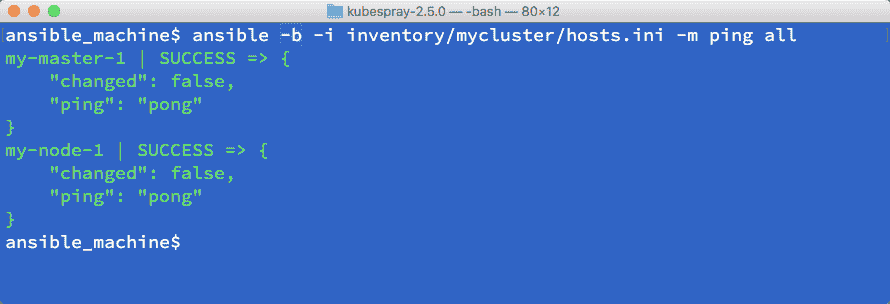 kubespray-2.5.0 — -bash — 80×12
ansible_machine$ ansible -b -i inventory/mycluster/hosts.ini -m ping all
my-master-1 | SUCCESS => {
    "changed": false,
    "ping": "pong"
}
my-node-1 | SUCCESS => {
    "changed": false,
    "ping": "pong"
}
ansible_machine$